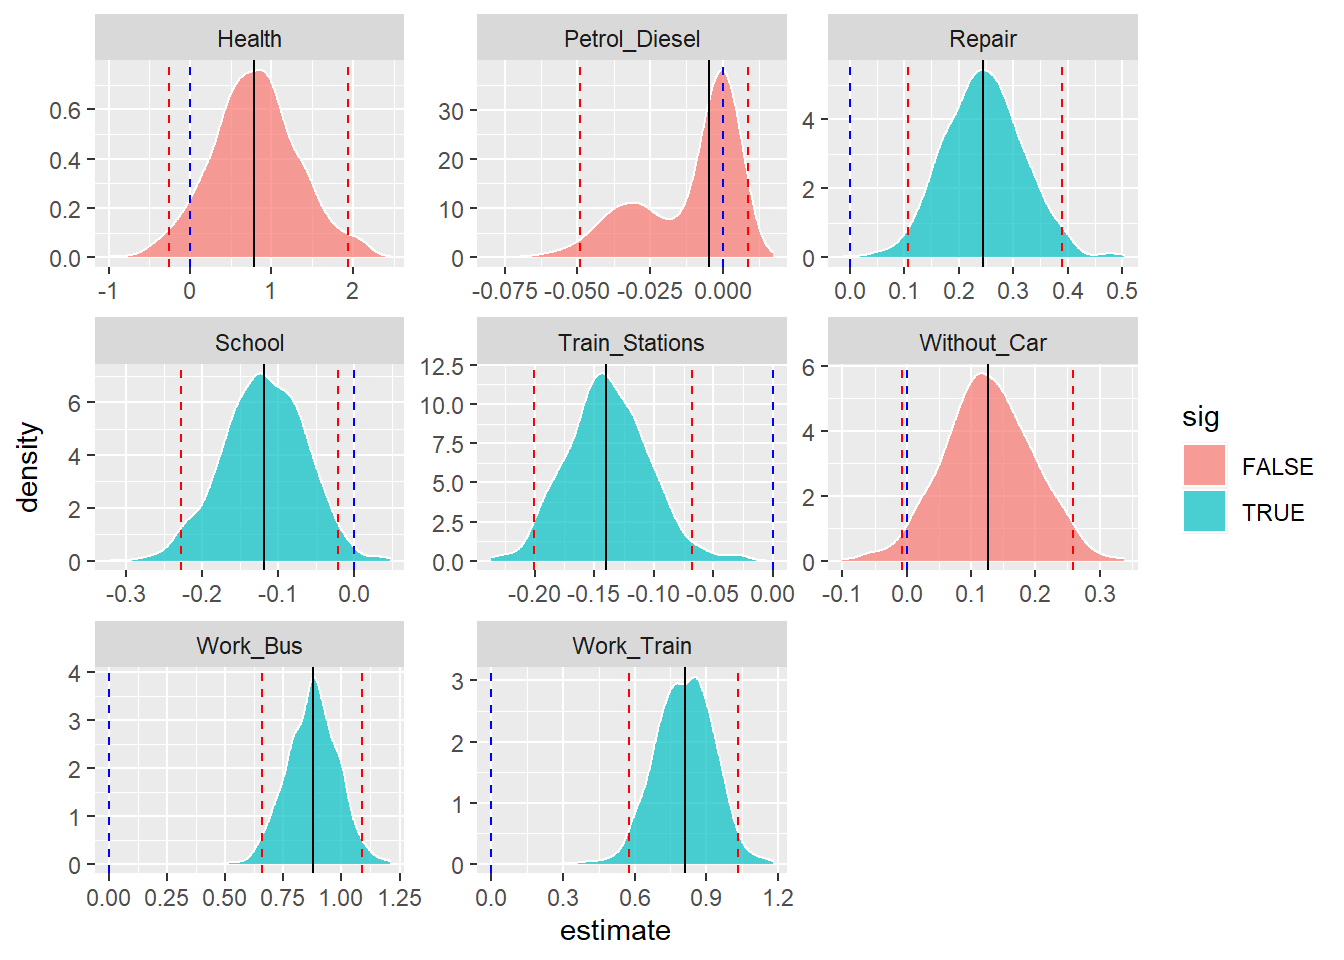 Health
Petrol_Diesel
Repair
0.6
0.4
0.2
0.0
-1 0 1 2
30
20
10
0
-0.075 -0.050 -0.025 0.000
4
2
0
0.0 0.1 0.2 0.3 0.4 0.5
School
Train_Stations
Without_Car
6
4
2
0
-0.3 -0.2 -0.1 0.0
12.5
10.0
7.5
5.0
2.5
0.0
-0.20 -0.15 -0.10 -0.05 0.00
6
4
2
0
-0.1 0.0 0.1 0.2 0.3
Work_Bus
Work_Train
4
3
2
1
0
0.00 0.25 0.50 0.75 1.00 1.25
3
2
1
0
0.0 0.3 0.6 0.9 1.2
density
estimate
sig
FALSE
TRUE